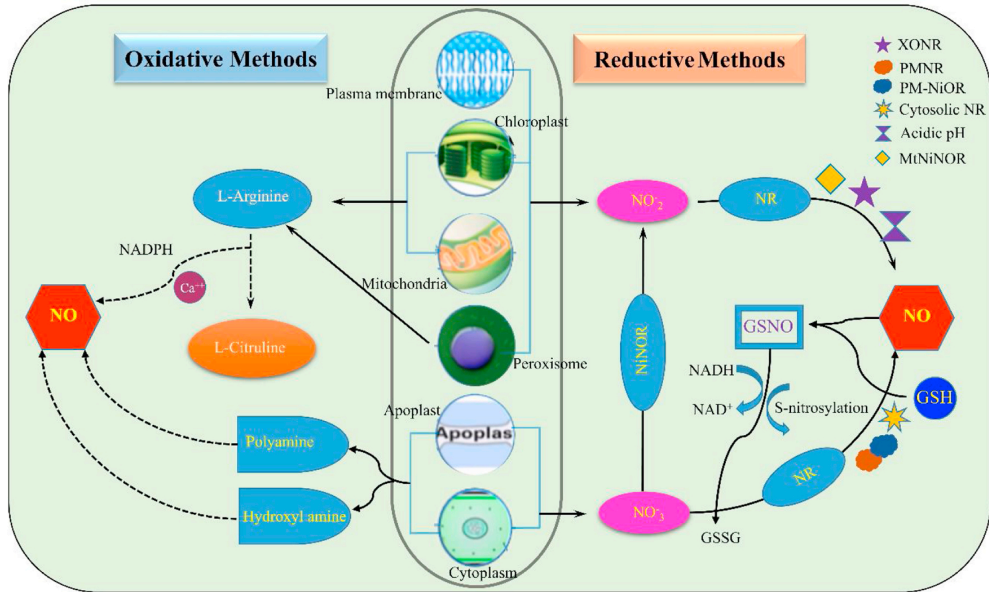 Oxidative Methods
Reductive Methods
XONR
PMNR
PM-NiOR
Cytosolic NR
Acidic pH
MtNiNOR
Plasma membrane
Chloroplast
L-Arginine
NO⁻₂
NR
NADPH
Ca⁺⁺
Mitochondria
NO
L-Citruline
NiNOR
GSNO
NO
Peroxisome
NADH
NAD⁺
S-nitrosylation
GSH
Apoplast
Apoplas
Polyamine
NR
Hydroxyl amine
NO⁻₃
GSSG
Cytoplasm